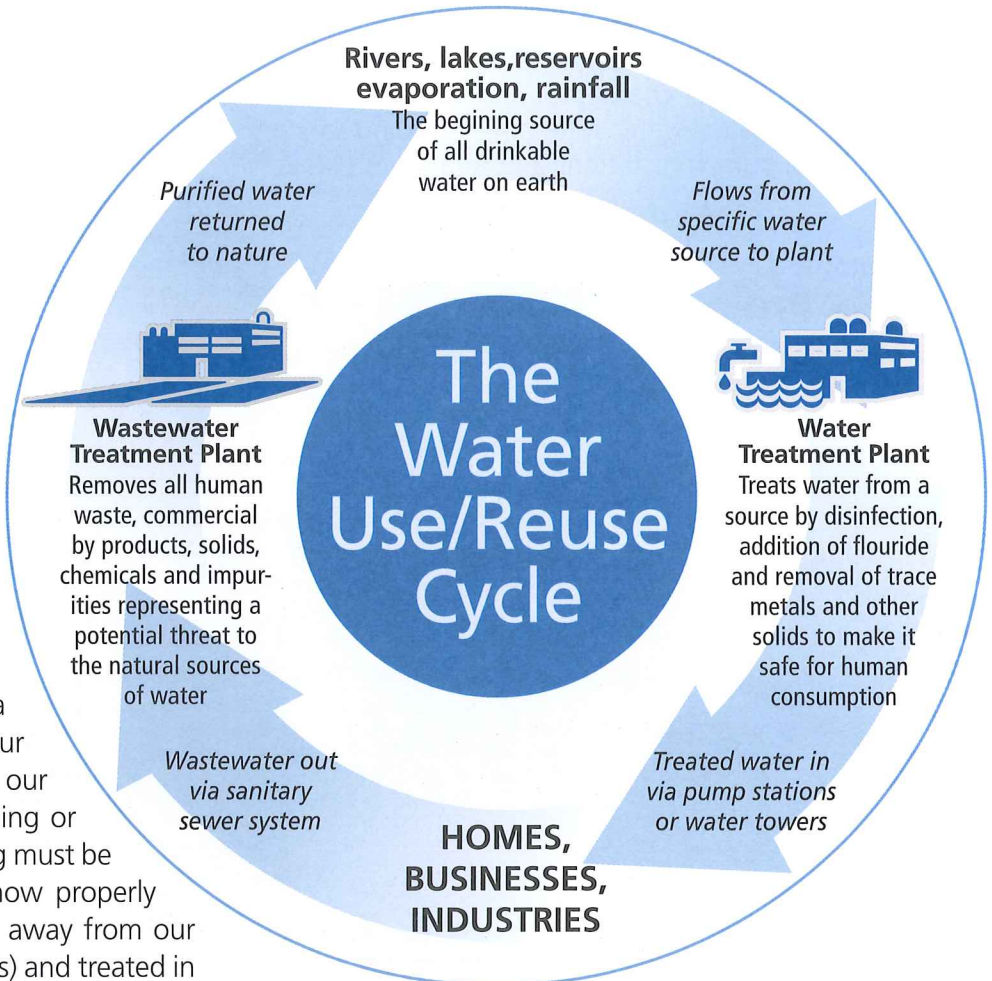 Rivers, lakes,reservoirs
evaporation, rainfall
The begining source
of all drinkable
water on earth
Flows from
specific water
source to plant
Water
Treatment Plant
Treats water from a
source by disinfection,
addition of flouride
and removal of trace
metals and other
solids to make it
safe for human
consumption
Treated water in
via pump stations
or water towers
HOMES,
BUSINESSES,
INDUSTRIES
Wastewater out
via sanitary
sewer system
Wastewater
Treatment Plant
Removes all human
waste, commercial
by products, solids,
chemicals and impur-
ities representing a
potential threat to
the natural sources
of water
Purified water
returned
to nature
The
Water
Use/Reuse
Cycle
a
ur
our
ing or
g must be
now properly
away from our
s) and treated in